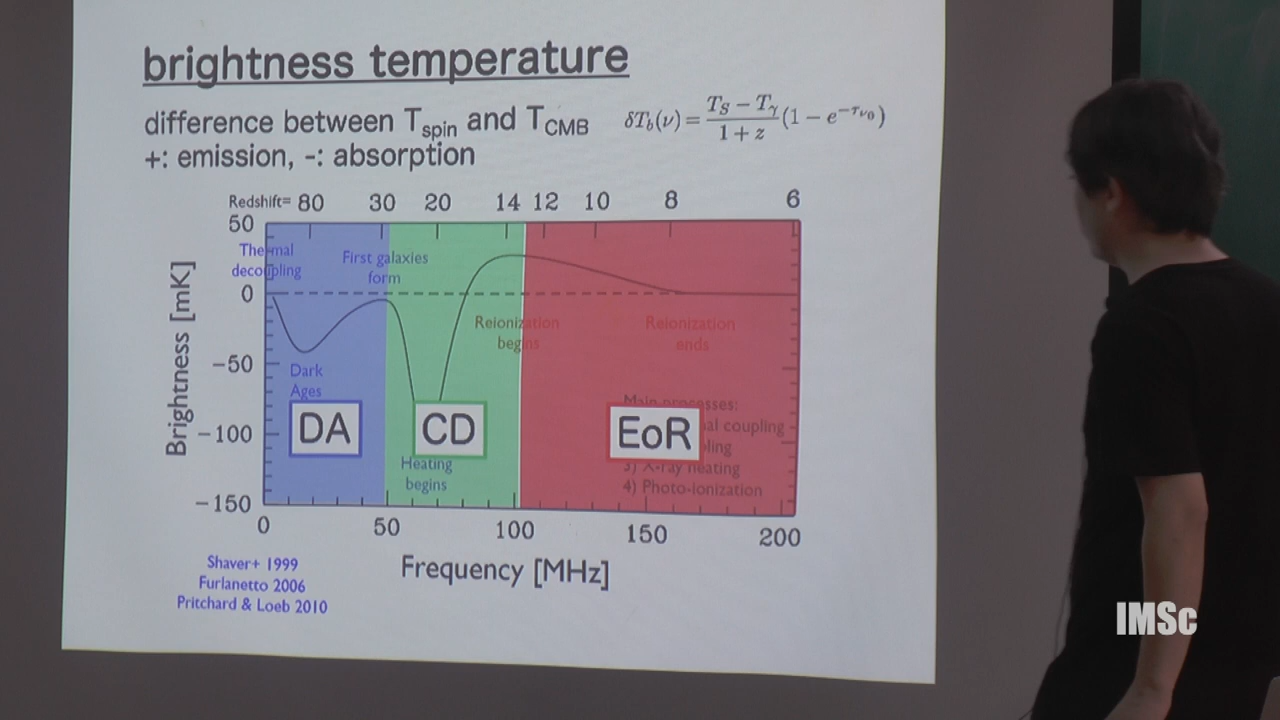 brightness temperature
difference between T_spin and T_CMB
δT_b(ν) = (T_S − T_γ)/(1 + z) (1 − e^{−τ_ν0})
+: emission, -: absorption
Redshift= 80 30 20 14 12 10 8 6
50
Thermal
decoupling
First galaxies
form
0
Reionization
begins
Reionization
ends
−50
Dark
Ages
Main processes:
DA
CD
EoR
al coupling
ling
−100
Brightness [mK]
Heating
begins
3) X-ray heating
4) Photo-ionization
−150
0 50 100 150 200
Frequency [MHz]
Shaver+ 1999
Furlanetto 2006
Pritchard & Loeb 2010
IMSc